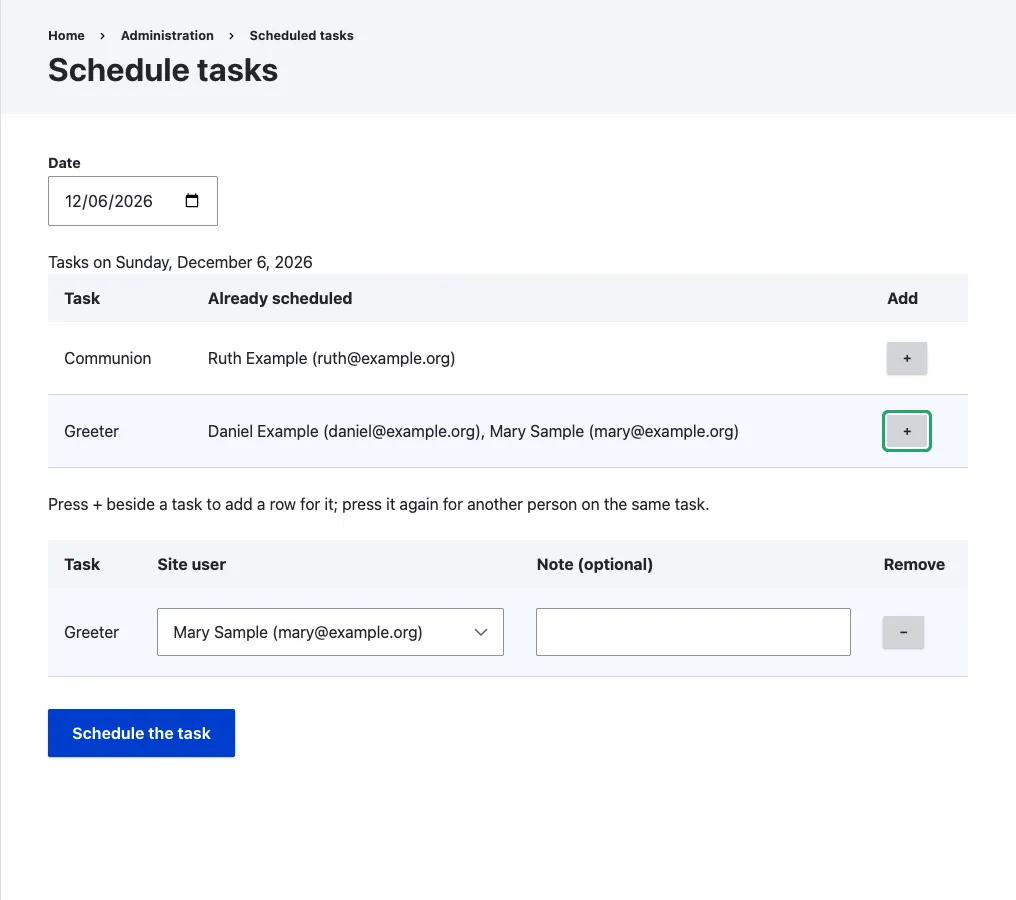 Home › Administration › Scheduled tasks
Schedule tasks
Date
12/06/2026
Tasks on Sunday, December 6, 2026
Task Already scheduled Add
Communion Ruth Example (ruth@example.org) +
Greeter Daniel Example (daniel@example.org), Mary Sample (mary@example.org) +
Press + beside a task to add a row for it; press it again for another person on the same task.
Task Site user Note (optional) Remove
Greeter Mary Sample (mary@example.org) −
Schedule the task